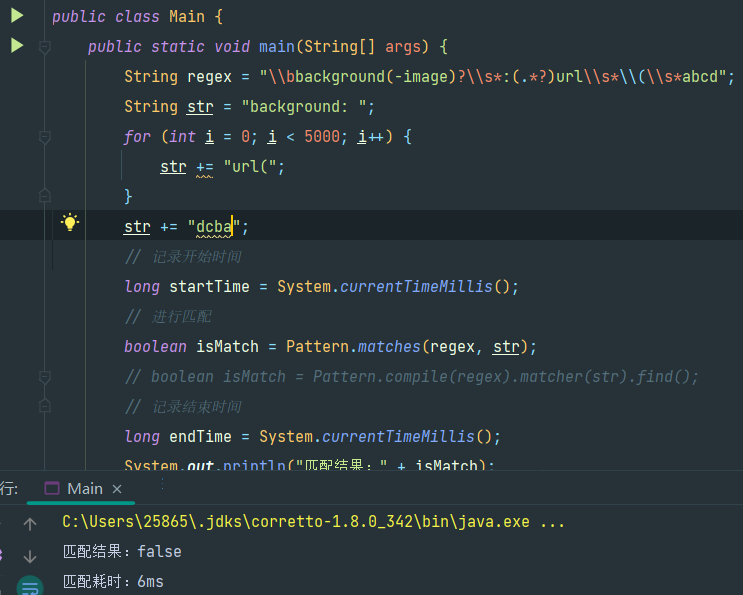 public class Main {
public static void main(String[] args) {
String regex = "\\bbackground(-image)?\\s*:(.*?)url\\s*\\(\\s*abcd";
String str = "background: ";
for (int i = 0; i < 5000; i++) {
str += "url(";
}
str += "dcba";
// 记录开始时间
long startTime = System.currentTimeMillis();
// 进行匹配
boolean isMatch = Pattern.matches(regex, str);
// boolean isMatch = Pattern.compile(regex).matcher(str).find();
// 记录结束时间
long endTime = System.currentTimeMillis();
System.out.println("匹配结果：" + isMatch);
行:
Main ×
C:\Users\25865\.jdks\corretto-1.8.0_342\bin\java.exe ...
匹配结果：false
匹配耗时：6ms